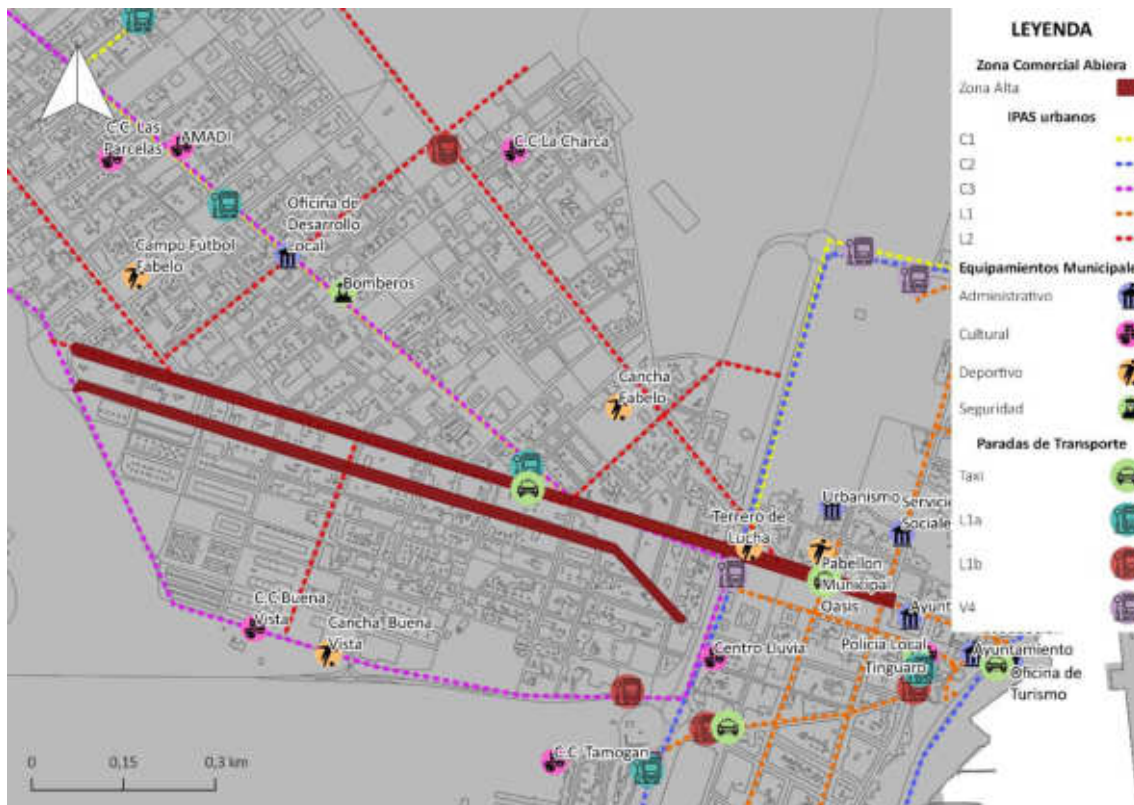 C.C. Las
Parcelas
AMADI
C.C.La Charca
Oficina de
Desarrollo
Local
Campo Futbol
Fabelo
Bomberos
Cancha
Fabelo
Terrero de
Lucha
Urbanismo
Servicio
Sociale
Pabellon
Municipal
Oasis
Ayunt
C.C.Buena
Vista
Cancha Buena
Vista
Centro Lluvia
Policia Local
Tinguaro
Ayuntamiento
Oficina de
Turismo
C.C Tamogan
0 0,15 0,3 km
LEYENDA
Zona Comercial Abiera
Zona Alta
IPAS urbanos
C1
C2
C3
L1
L2
Equipamientos Municipale
Administrativo
Cultural
Deportivo
Seguridad
Paradas de Transporte
Taxi
L1a
L1b
V4